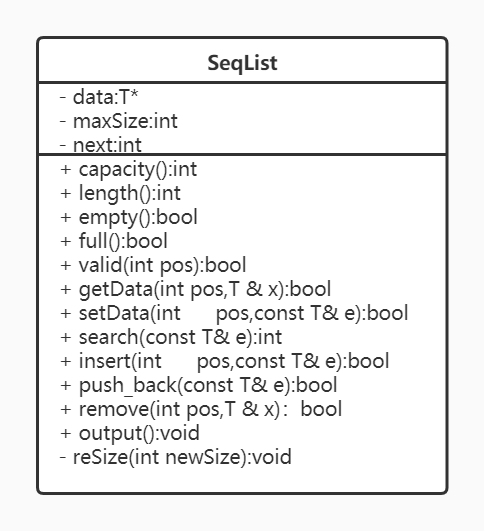 SeqList
- data:T*
- maxSize:int
- next:int
+ capacity():int
+ length():int
+ empty():bool
+ full():bool
+ valid(int pos):bool
+ getData(int pos,T & x):bool
+ setData(int      pos,const T& e):bool
+ search(const T& e):int
+ insert(int      pos,const T& e):bool
+ push_back(const T& e):bool
+ remove(int pos,T & x)：bool
+ output():void
- reSize(int newSize):void